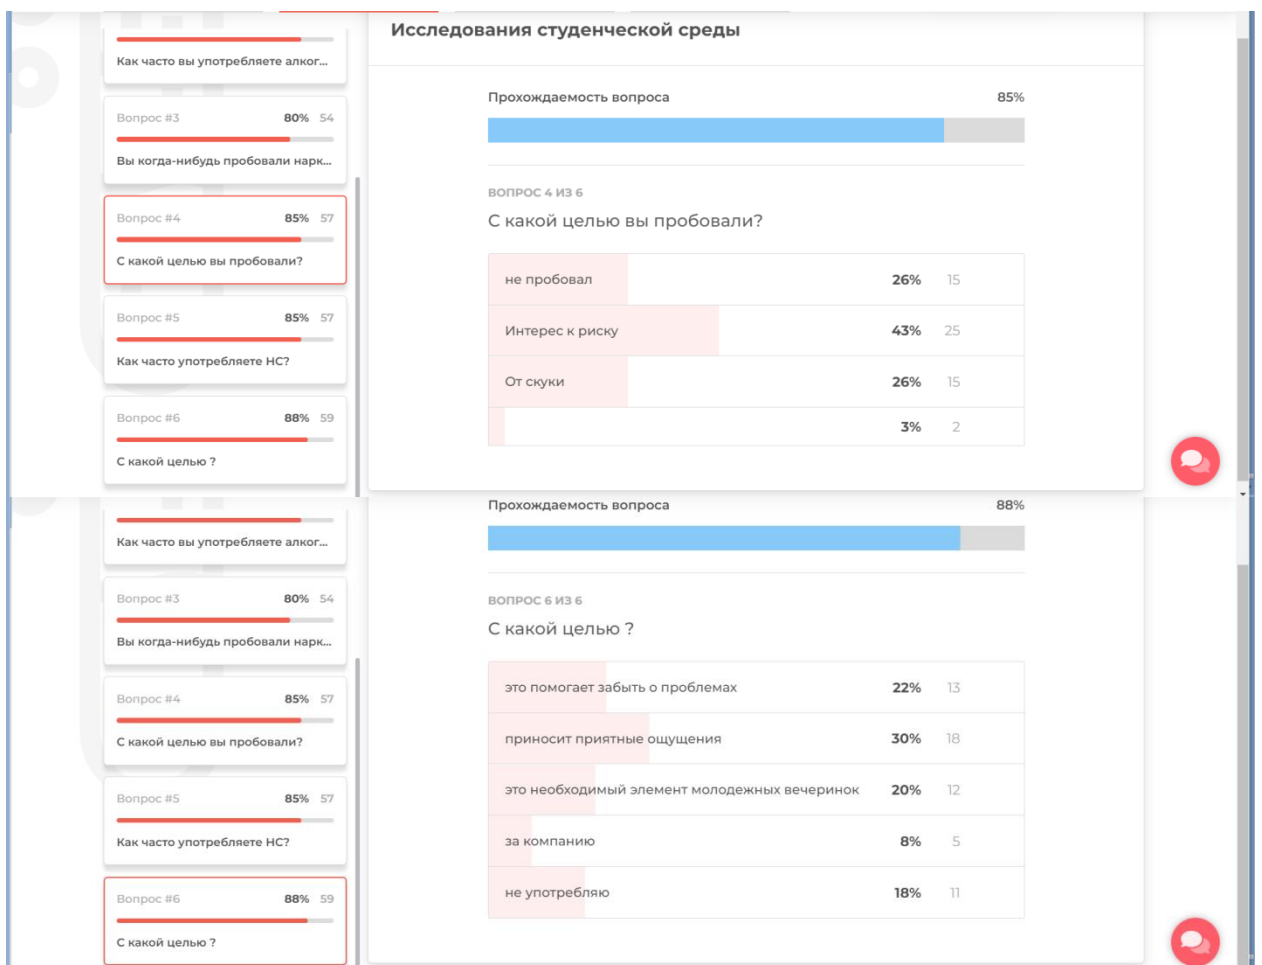 Исследования студенческой среды
Как часто вы употребляете алког...
Вопрос #3 80% 54
Вы когда-нибудь пробовали нарк...
Вопрос #4 85% 57
С какой целью вы пробовали?
Вопрос #5 85% 57
Как часто употребляете НС?
Вопрос #6 88% 59
С какой целью ?
Прохождаемость вопроса 85%
ВОПРОС 4 ИЗ 6
С какой целью вы пробовали?
не пробовал 26% 15
Интерес к риску 43% 25
От скуки 26% 15
3% 2
Как часто вы употребляете алког...
Вопрос #3 80% 54
Вы когда-нибудь пробовали нарк...
Вопрос #4 85% 57
С какой целью вы пробовали?
Вопрос #5 85% 57
Как часто употребляете НС?
Вопрос #6 88% 59
С какой целью ?
Прохождаемость вопроса 88%
ВОПРОС 6 ИЗ 6
С какой целью ?
это помогает забыть о проблемах 22% 13
приносит приятные ощущения 30% 18
это необходимый элемент молодежных вечеринок 20% 12
за компанию 8% 5
не употребляю 18% 11